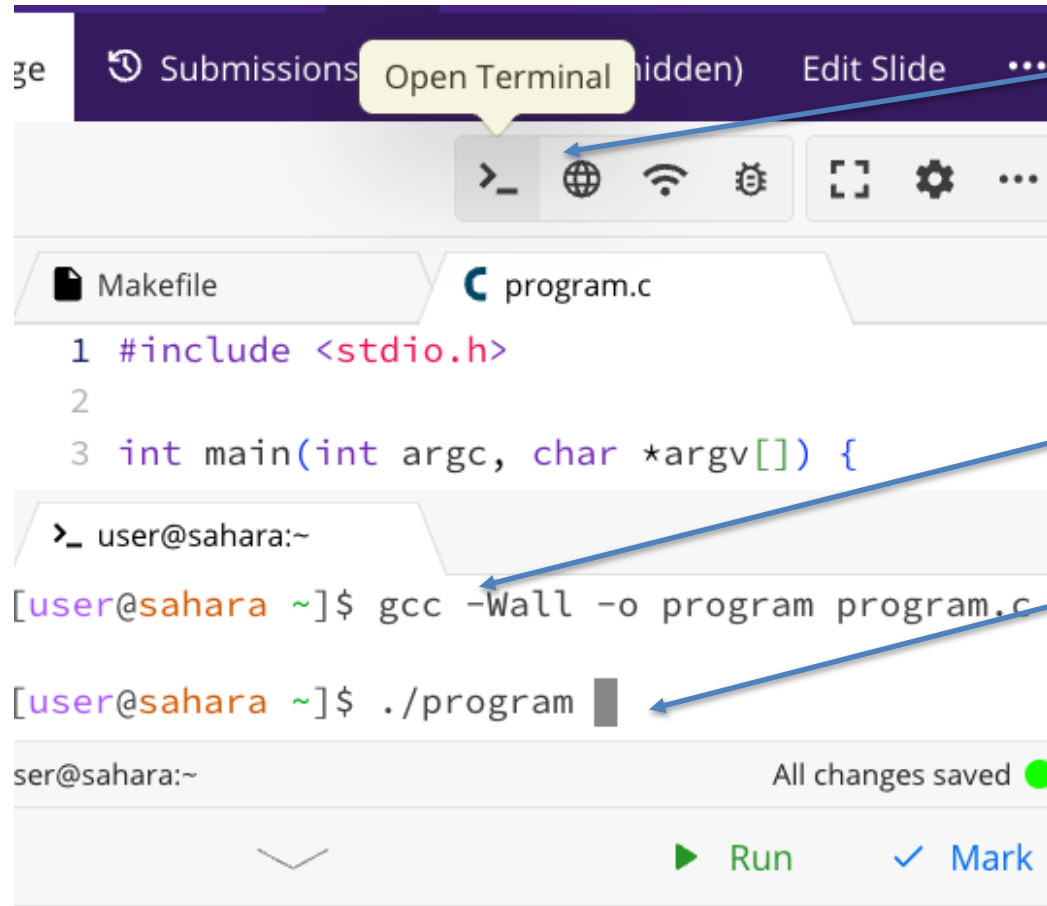 ge Submissions hidden) Edit Slide ...
Open Terminal
>_ ...
Makefile program.c
1 #include <stdio.h>
2
3 int main(int argc, char *argv[]) {
>_ user@sahara:~
[user@sahara ~]$ gcc -Wall -o program program.c
[user@sahara ~]$ ./program
ser@sahara:~ All changes saved
Run Mark